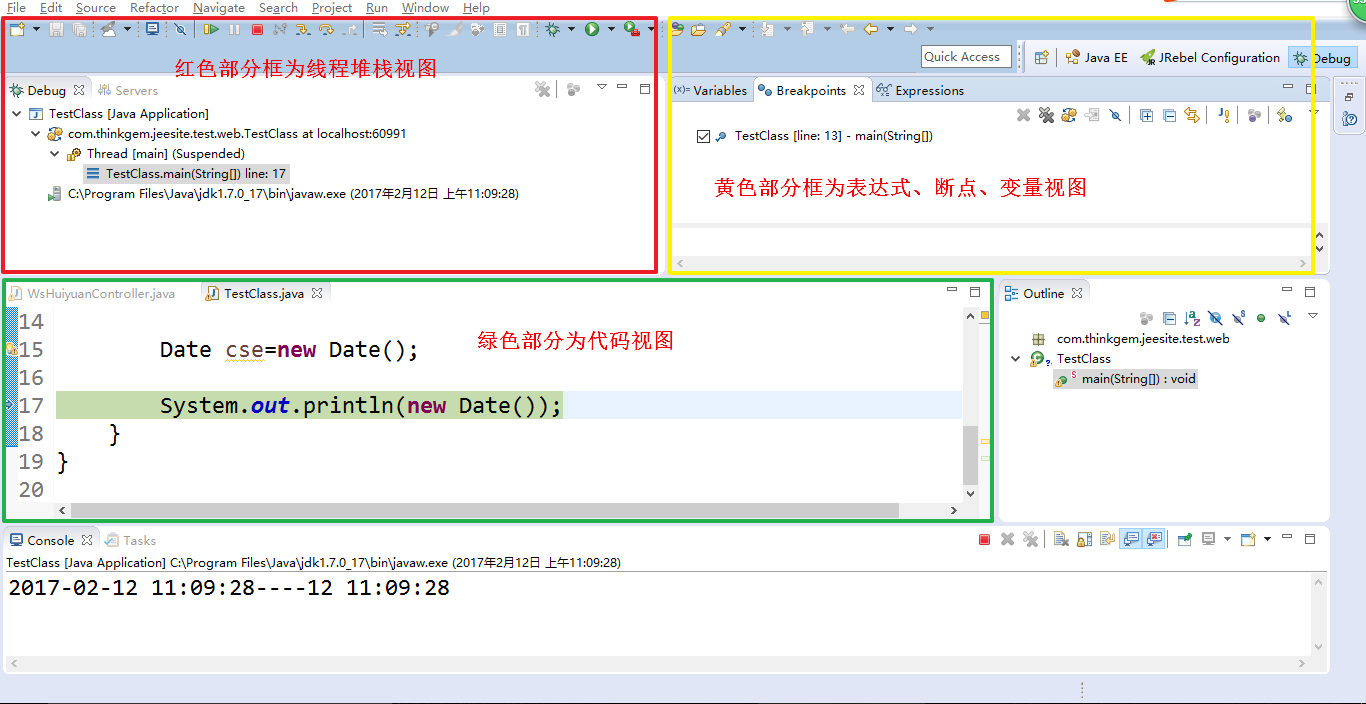 File Edit Source Refactor Navigate Search Project Run Window Help
Quick Access Java EE JRebel Configuration Debug
红色部分框为线程堆栈视图
Debug Servers
TestClass [Java Application]
com.thinkgem.jeesite.test.web.TestClass at localhost:60991
Thread [main] (Suspended)
TestClass.main(String[]) line: 17
C:\Program Files\Java\jdk1.7.0_17\bin\javaw.exe (2017年2月12日 上午11:09:28)
(x)= Variables Breakpoints Expressions
TestClass [line: 13] - main(String[])
黄色部分框为表达式、断点、变量视图
WsHuiyuanController.java TestClass.java
绿色部分为代码视图
14
15 Date cse=new Date();
16
17 System.out.println(new Date());
18 }
19 }
20
Outline
com.thinkgem.jeesite.test.web
TestClass
main(String[]) : void
Console Tasks
TestClass [Java Application] C:\Program Files\Java\jdk1.7.0_17\bin\javaw.exe (2017年2月12日 上午11:09:28)
2017-02-12 11:09:28----12 11:09:28